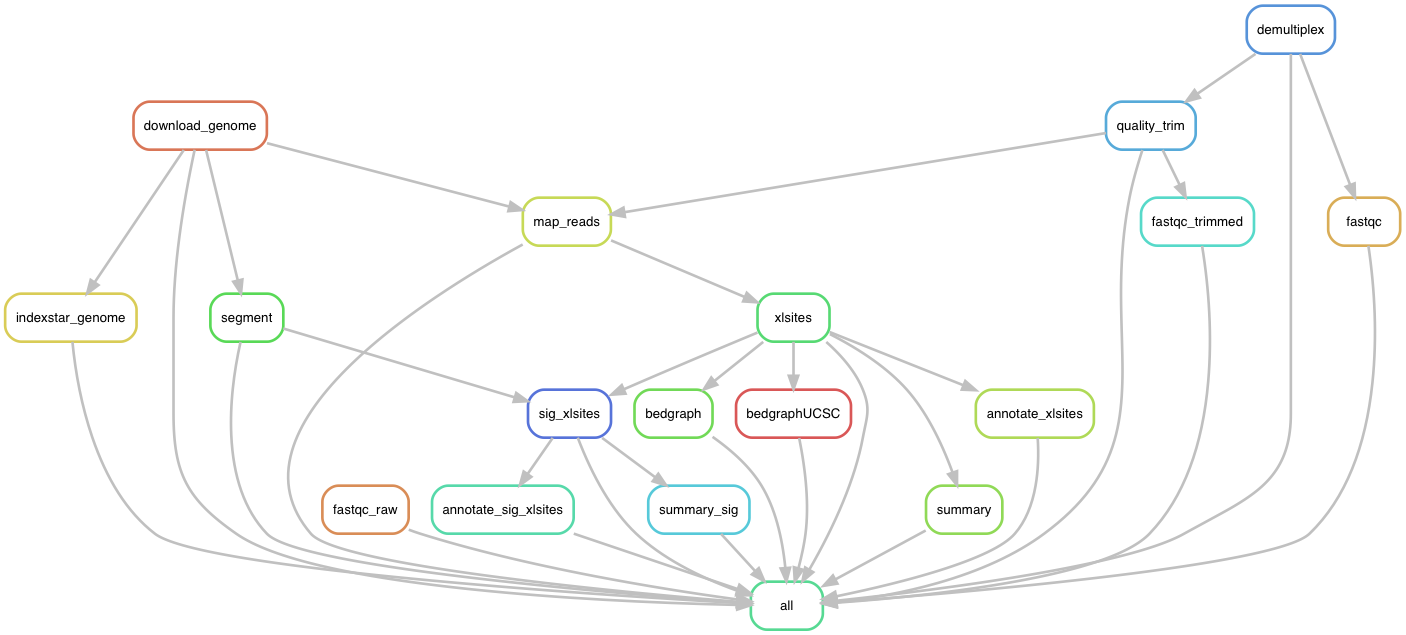 demultiplex
download_genome
quality_trim
map_reads
fastqc_trimmed
fastqc
indexstar_genome
segment
xlsites
sig_xlsites
bedgraph
bedgraphUCSC
annotate_xlsites
fastqc_raw
annotate_sig_xlsites
summary_sig
summary
all